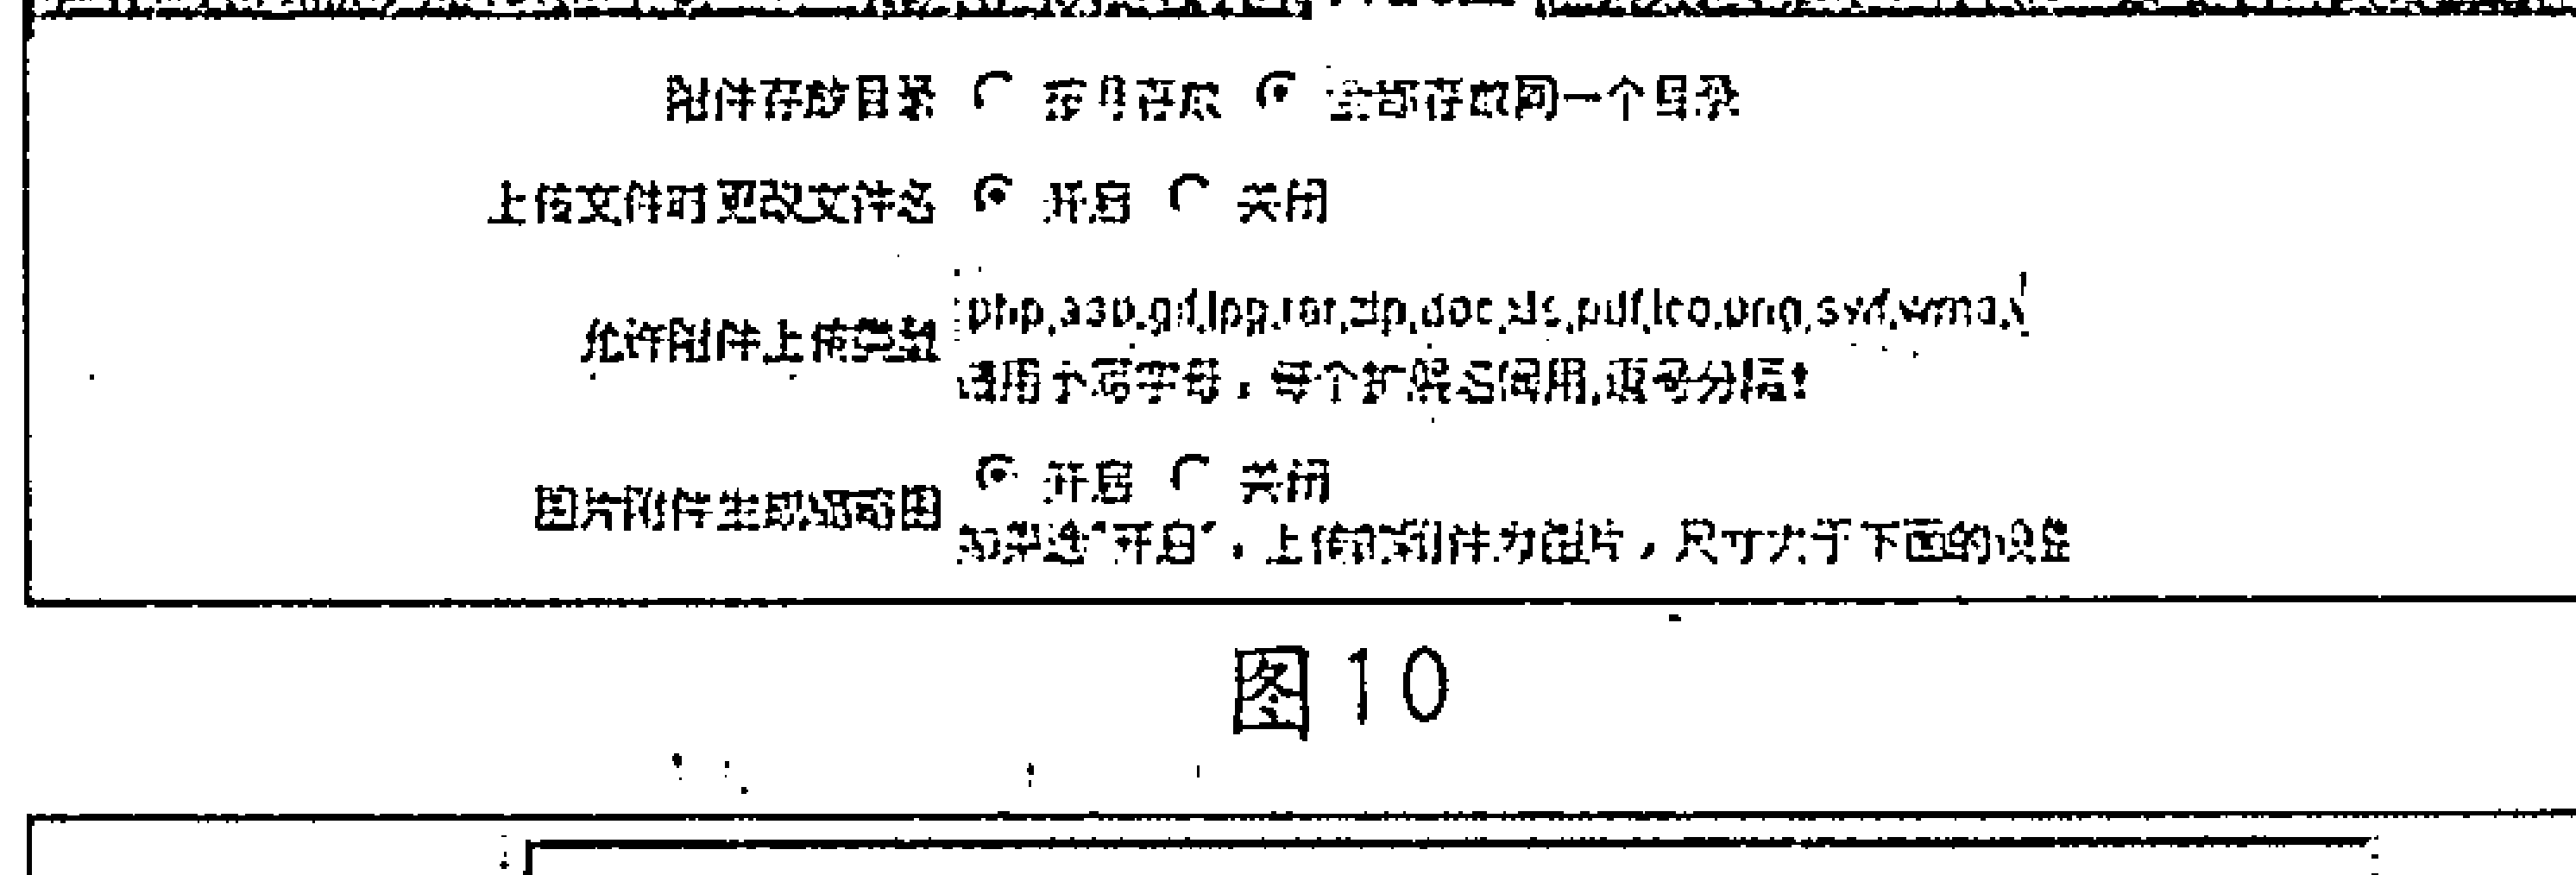 附件存放目录 按月存放 全部存放同一个目录
上传文件时更改文件名 开启 关闭
允许附件上传类型 php,asp,gif,jpg,rar,zip,doc,xls,pdf,ico,png,swf,wma,
请用小写字母，每个扩展名间用,逗号分隔!
图片附件生成缩略图 开启 关闭
如果选"开启"，上传的附件为图片，尺寸大于下面的设置
图10